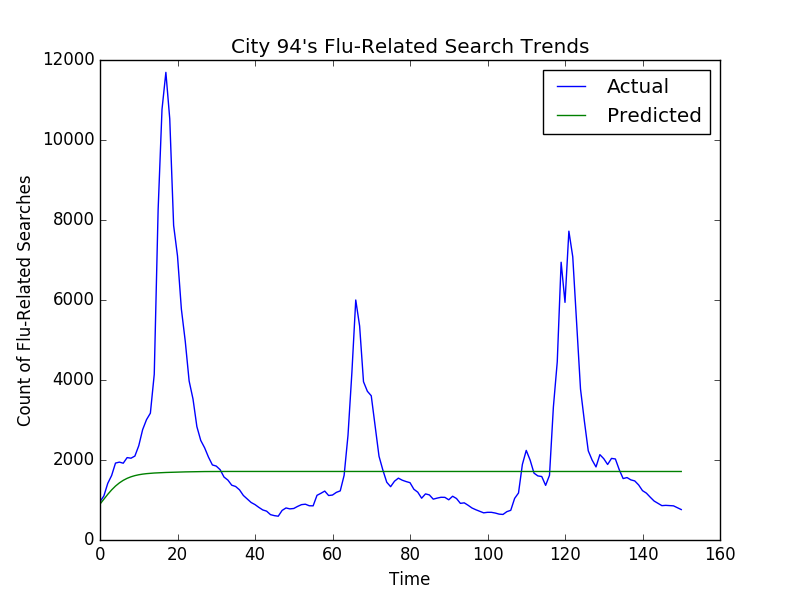 City 94's Flu-Related Search Trends
12000
10000
8000
6000
4000
2000
0
Count of Flu-Related Searches
Actual
Predicted
0 20 40 60 80 100 120 140 160
Time